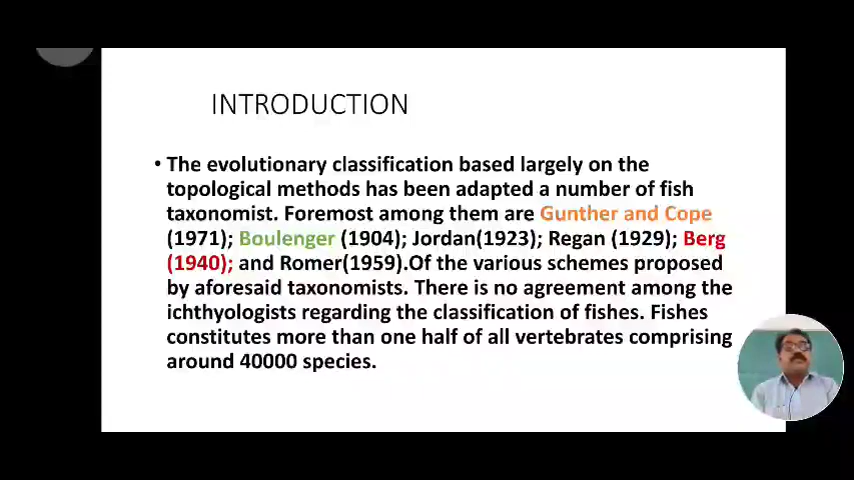 INTRODUCTION
• The evolutionary classification based largely on the
topological methods has been adapted a number of fish
taxonomist. Foremost among them are Gunther and Cope
(1971); Boulenger (1904); Jordan(1923); Regan (1929); Berg
(1940); and Romer(1959).Of the various schemes proposed
by aforesaid taxonomists. There is no agreement among the
ichthyologists regarding the classification of fishes. Fishes
constitutes more than one half of all vertebrates comprising
around 40000 species.